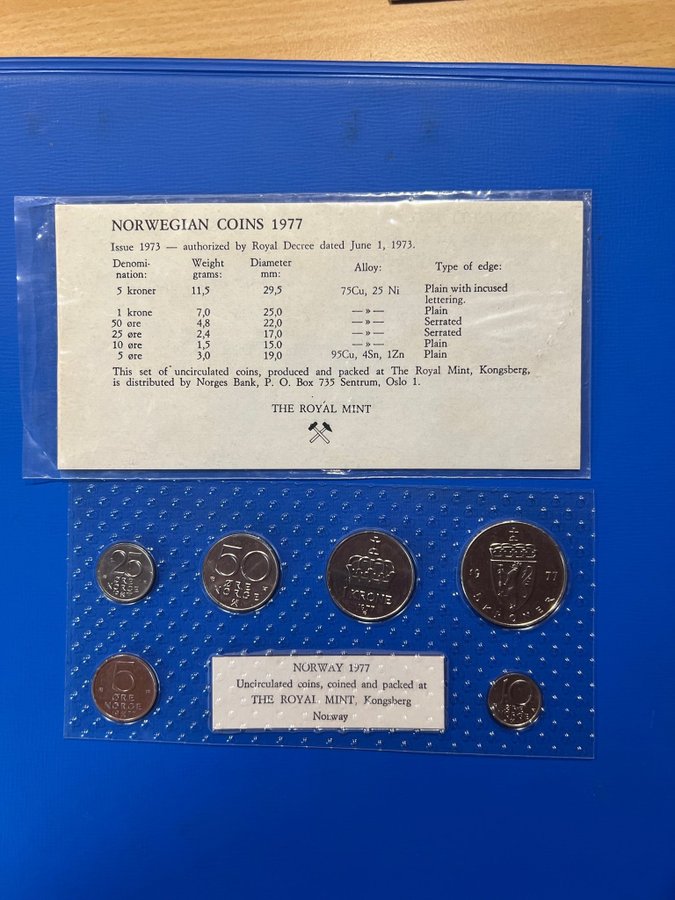 NORWEGIAN COINS 1977
Issue 1973 — authorized by Royal Decree dated June 1, 1973.
Denomi-nation: Weight grams: Diameter mm: Alloy: Type of edge:
5 kroner 11,5 29,5 75Cu, 25 Ni Plain with incused lettering.
1 krone 7,0 25,0 —»— Plain
50 øre 4,8 22,0 —»— Serrated
25 øre 2,4 17,0 —»— Serrated
10 øre 1,5 15.0 —»— Plain
5 øre 3,0 19,0 95Cu, 4Sn, 1Zn Plain
This set of uncirculated coins, produced and packed at The Royal Mint, Kongsberg,
is distributed by Norges Bank, P. O. Box 735 Sentrum, Oslo 1.
THE ROYAL MINT
25
ØRE
NORGE
50
ØRE
NORGE
1 KRONE
1977
19 77
5 KRONER
5
ØRE
NORGE
NORWAY 1977
Uncirculated coins, coined and packed at
THE ROYAL MINT, Kongsberg
Norway
10
ØRE
NORGE